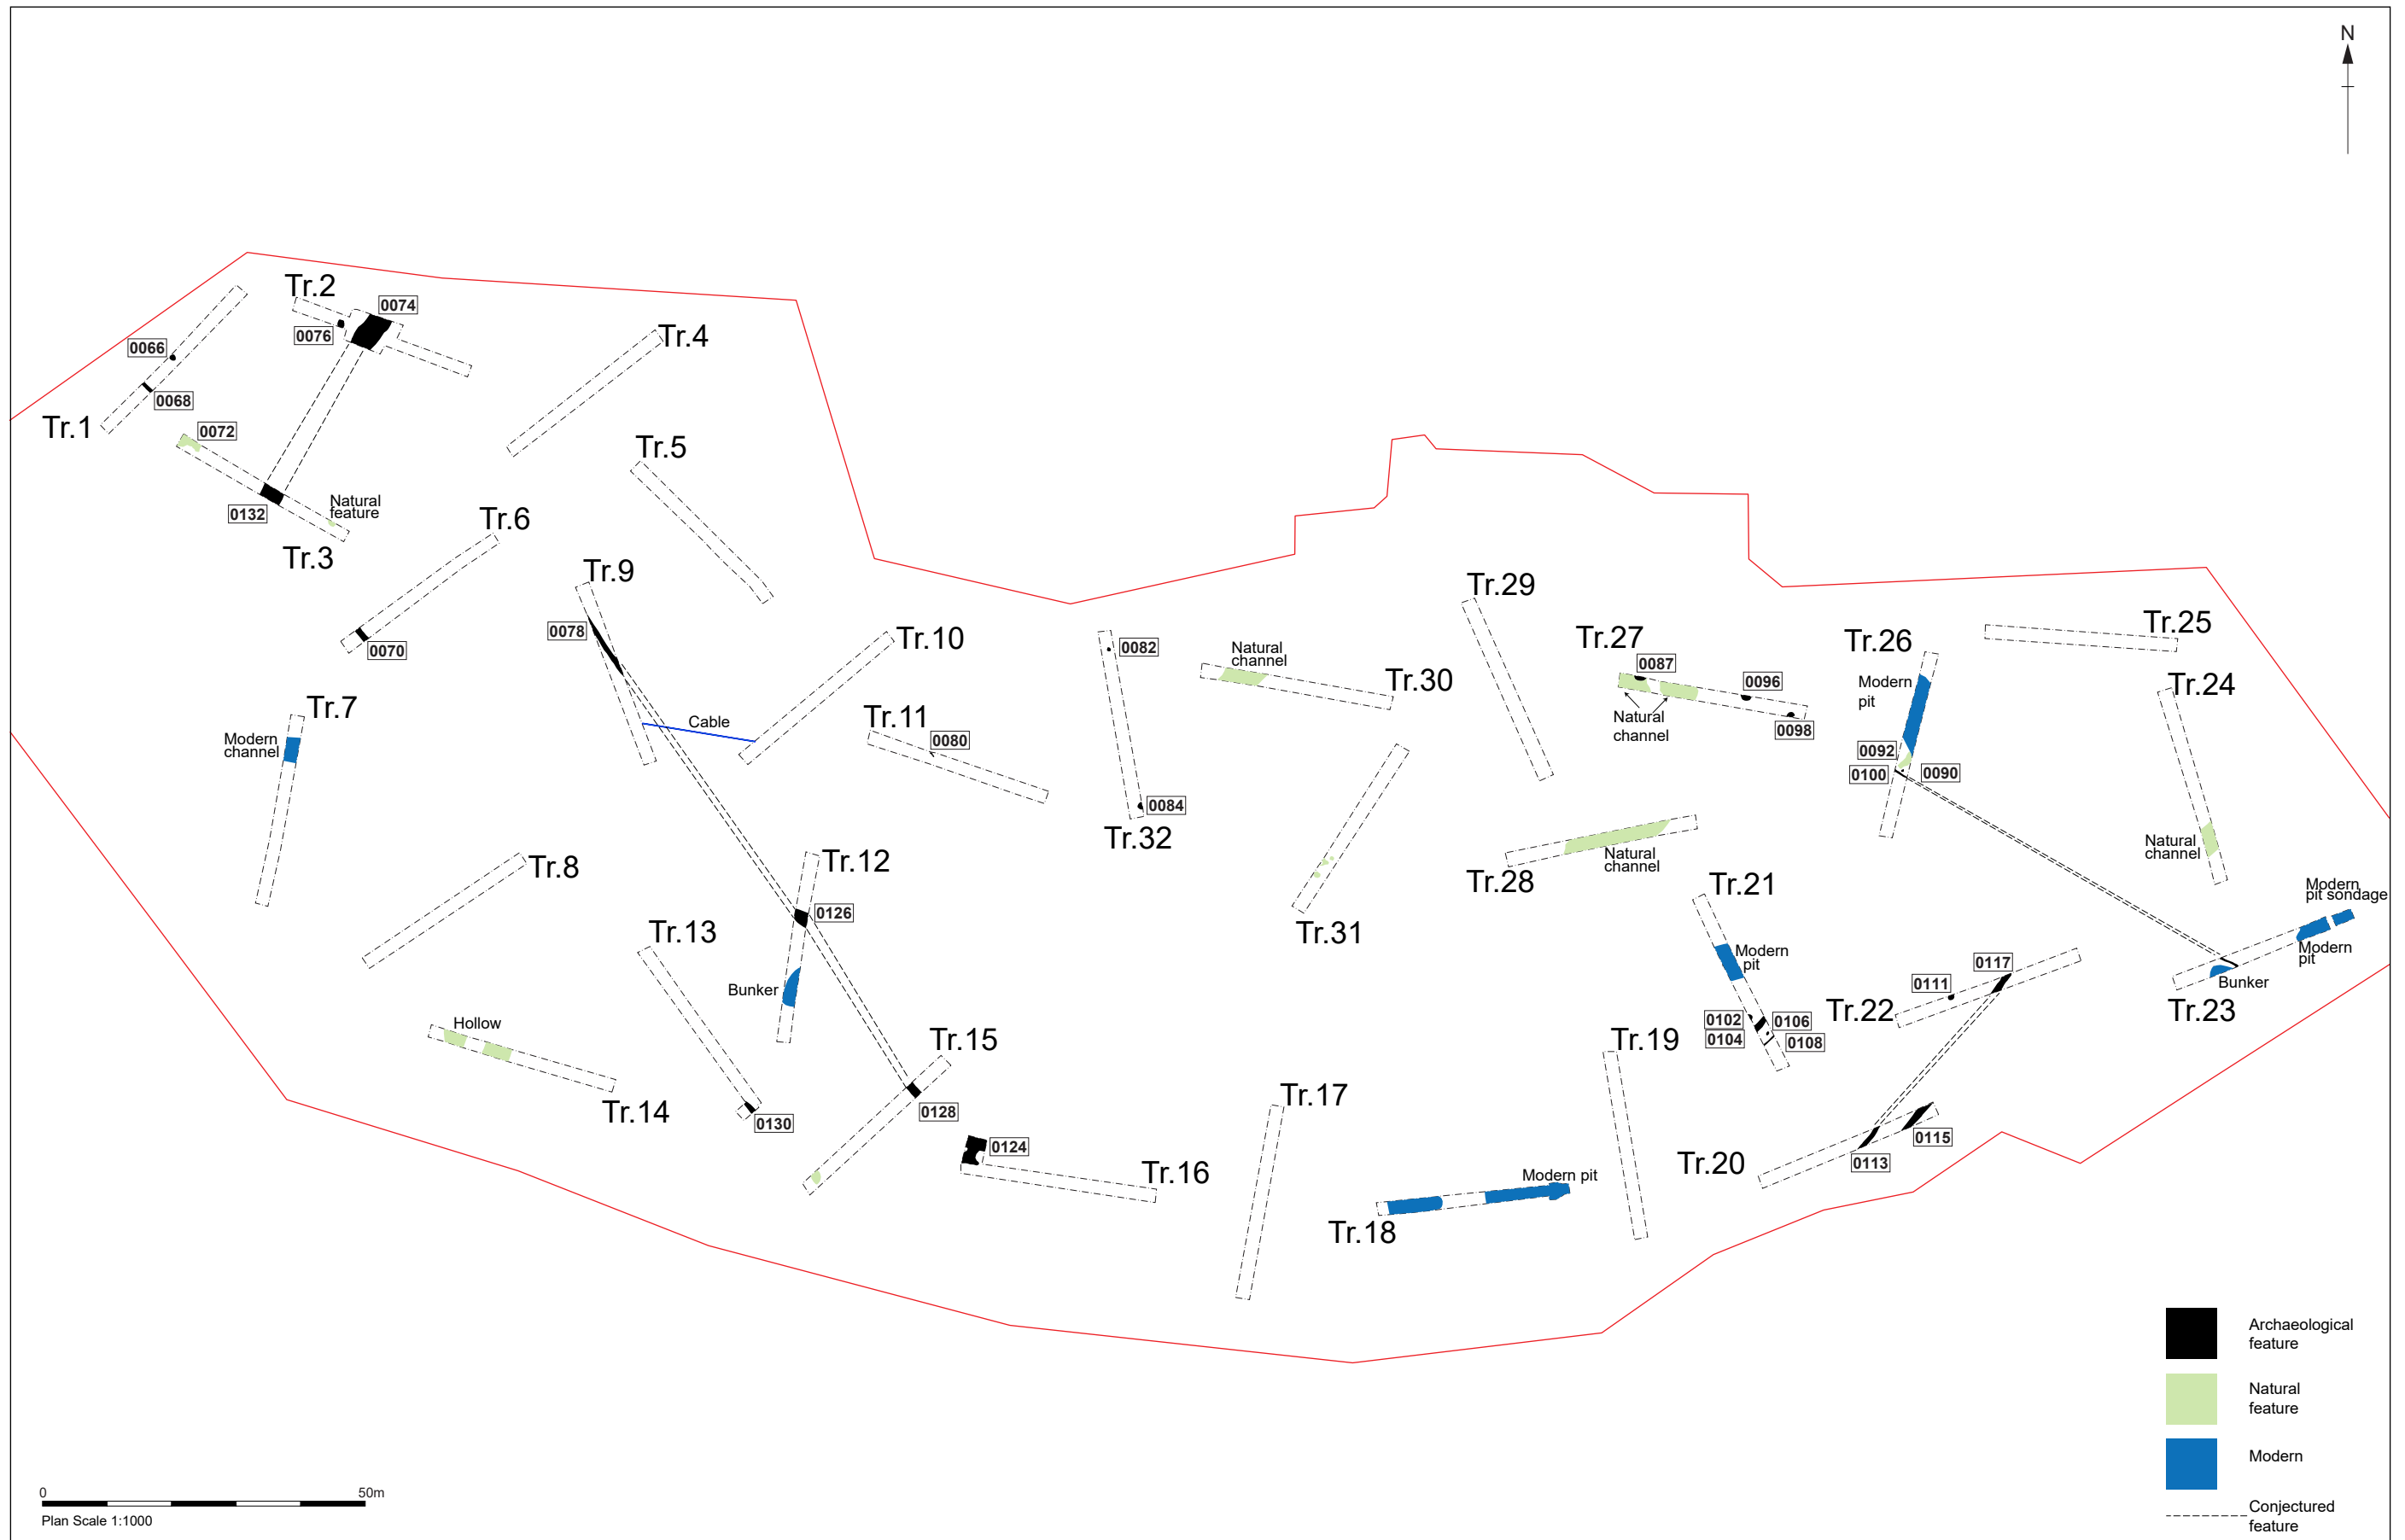 N
Tr.2
0074
0076
0066
0068
Tr.1
0072
0132
Natural
feature
Tr.3
Tr.4
Tr.5
Tr.6
0070
Tr.9
0078
Tr.7
Modern
channel
Cable
Tr.10
Tr.11
0080
Tr.8
Tr.12
0126
Tr.13
Bunker
Hollow
Tr.14
0130
Tr.15
0128
0124
Tr.16
0082
0084
Tr.32
Natural
channel
Tr.30
Tr.29
Tr.31
Tr.27
0087
0096
0098
Natural
channel
Tr.28
Natural
channel
Tr.26
Modern
pit
0092
0100
0090
Tr.25
Tr.24
Natural
channel
Modern
pit sondage
Modern
pit
Bunker
Tr.23
Tr.21
Modern
pit
0102
0104
0106
0108
0117
0111
Tr.22
Tr.19
Tr.20
0113
0115
Tr.17
Modern pit
Tr.18
Archaeological
feature
Natural
feature
Modern
Conjectured
feature
0 50m
Plan Scale 1:1000